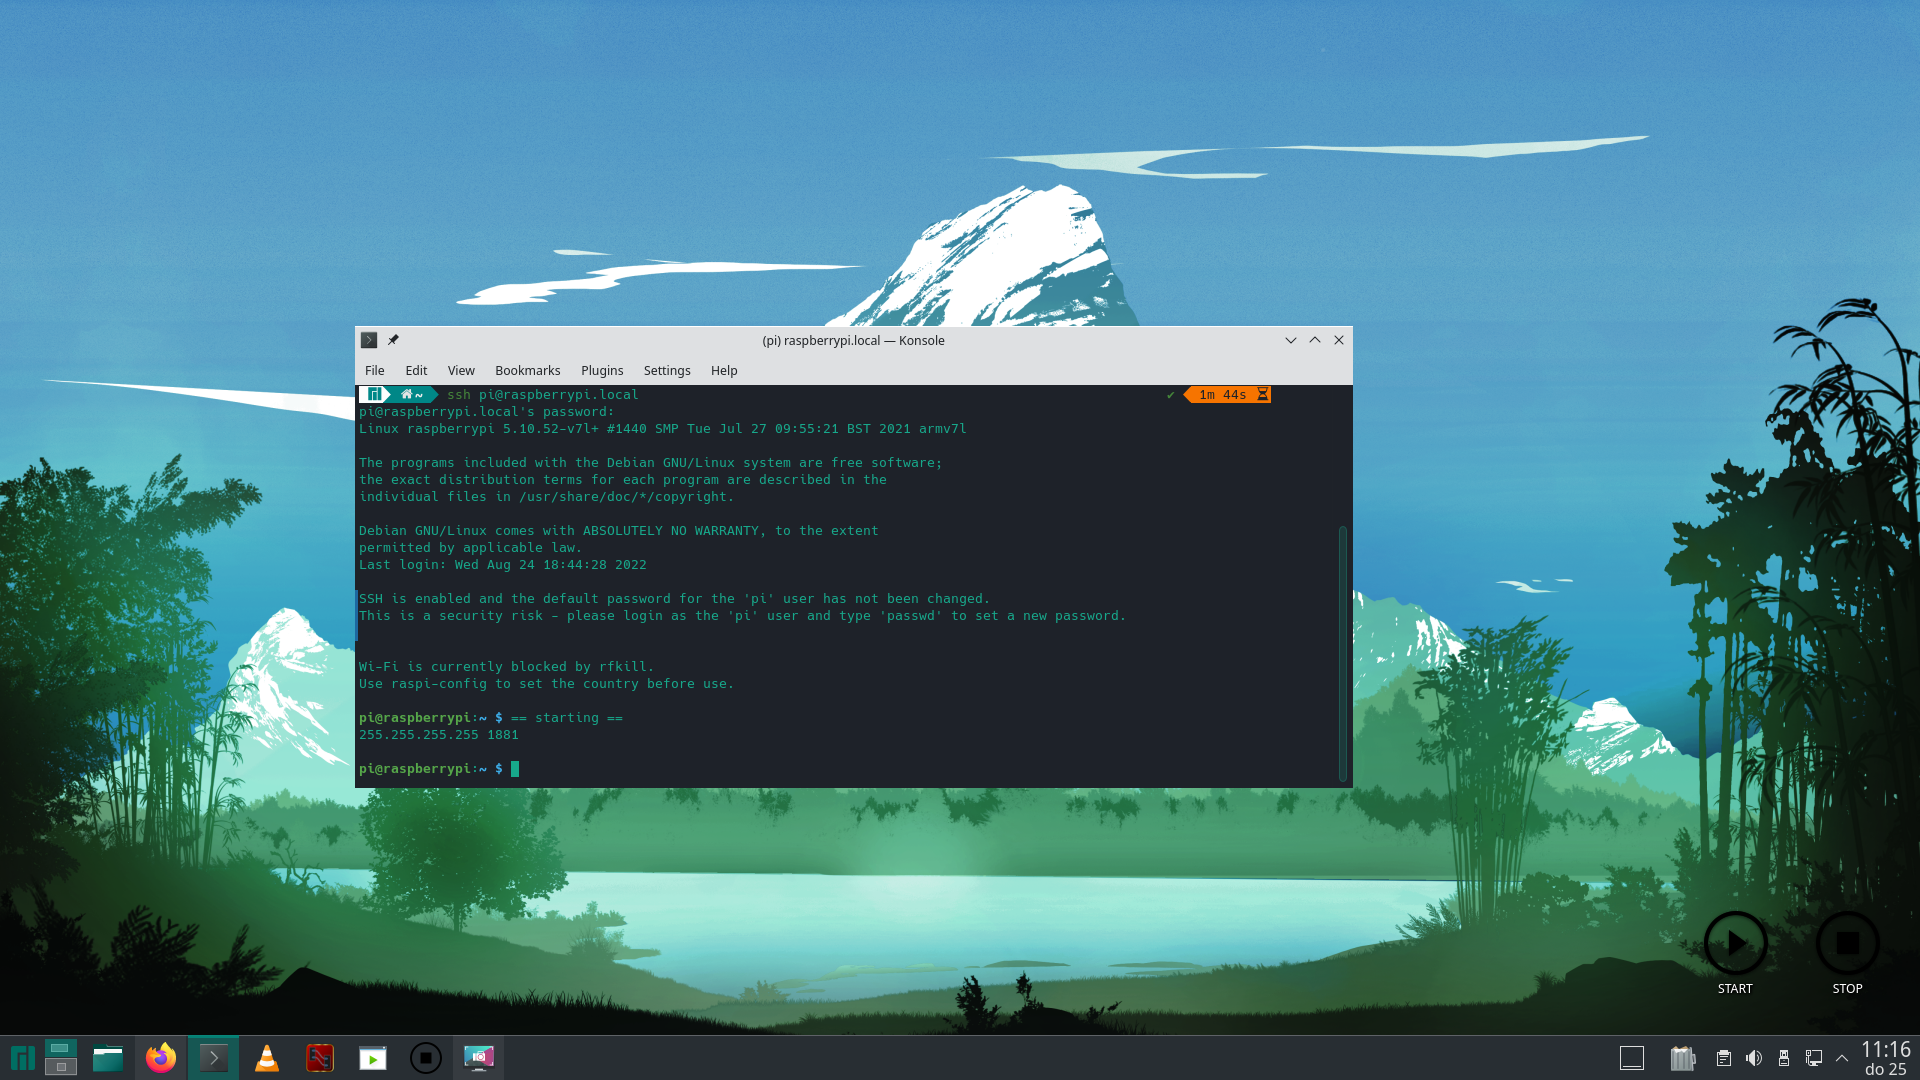 (pi) raspberrypi.local — Konsole
File Edit View Bookmarks Plugins Settings Help
~ ssh pi@raspberrypi.local ✔ 1m 44s
pi@raspberrypi.local's password:
Linux raspberrypi 5.10.52-v7l+ #1440 SMP Tue Jul 27 09:55:21 BST 2021 armv7l
The programs included with the Debian GNU/Linux system are free software;
the exact distribution terms for each program are described in the
individual files in /usr/share/doc/*/copyright.
Debian GNU/Linux comes with ABSOLUTELY NO WARRANTY, to the extent
permitted by applicable law.
Last login: Wed Aug 24 18:44:28 2022
SSH is enabled and the default password for the 'pi' user has not been changed.
This is a security risk - please login as the 'pi' user and type 'passwd' to set a new password.
Wi-Fi is currently blocked by rfkill.
Use raspi-config to set the country before use.
pi@raspberrypi:~ $ == starting ==
255.255.255.255 1881
pi@raspberrypi:~ $
START STOP
11:16
do 25